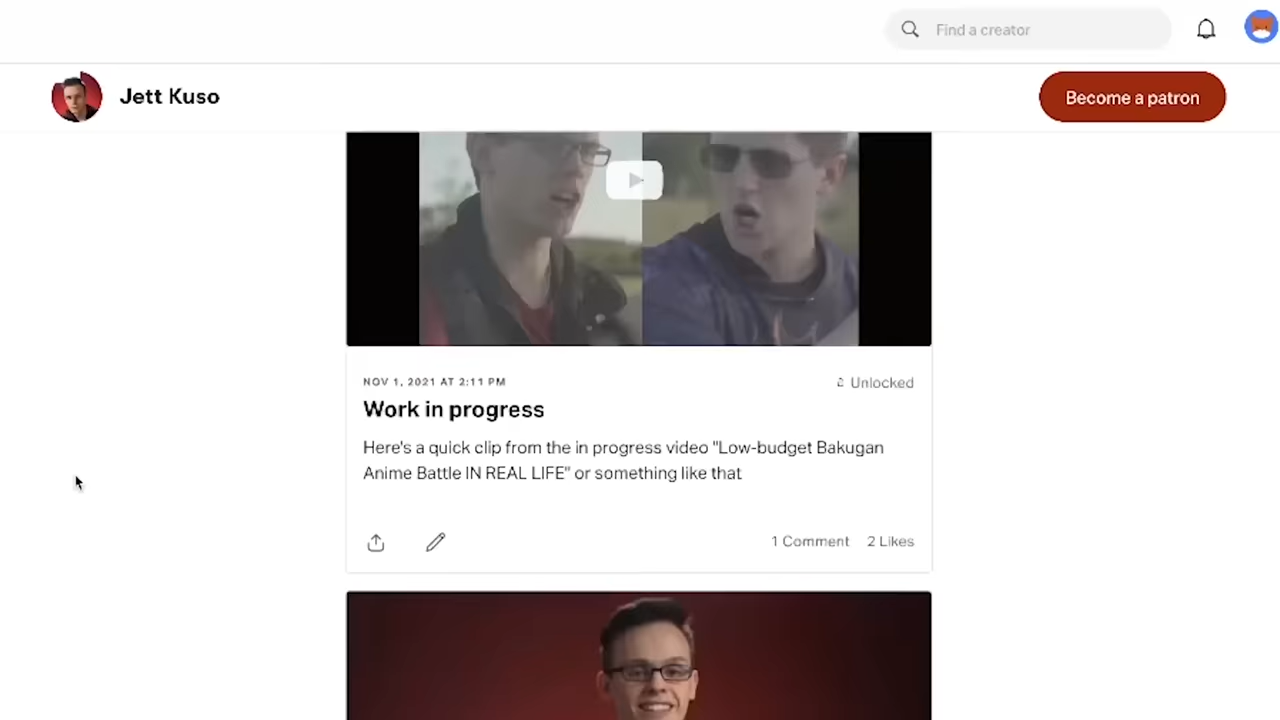 Find a creator
Jett Kuso
Become a patron
NOV 1, 2021 AT 2:11 PM
Unlocked
Work in progress
Here's a quick clip from the in progress video "Low-budget Bakugan
Anime Battle IN REAL LIFE" or something like that
1 Comment 2 Likes